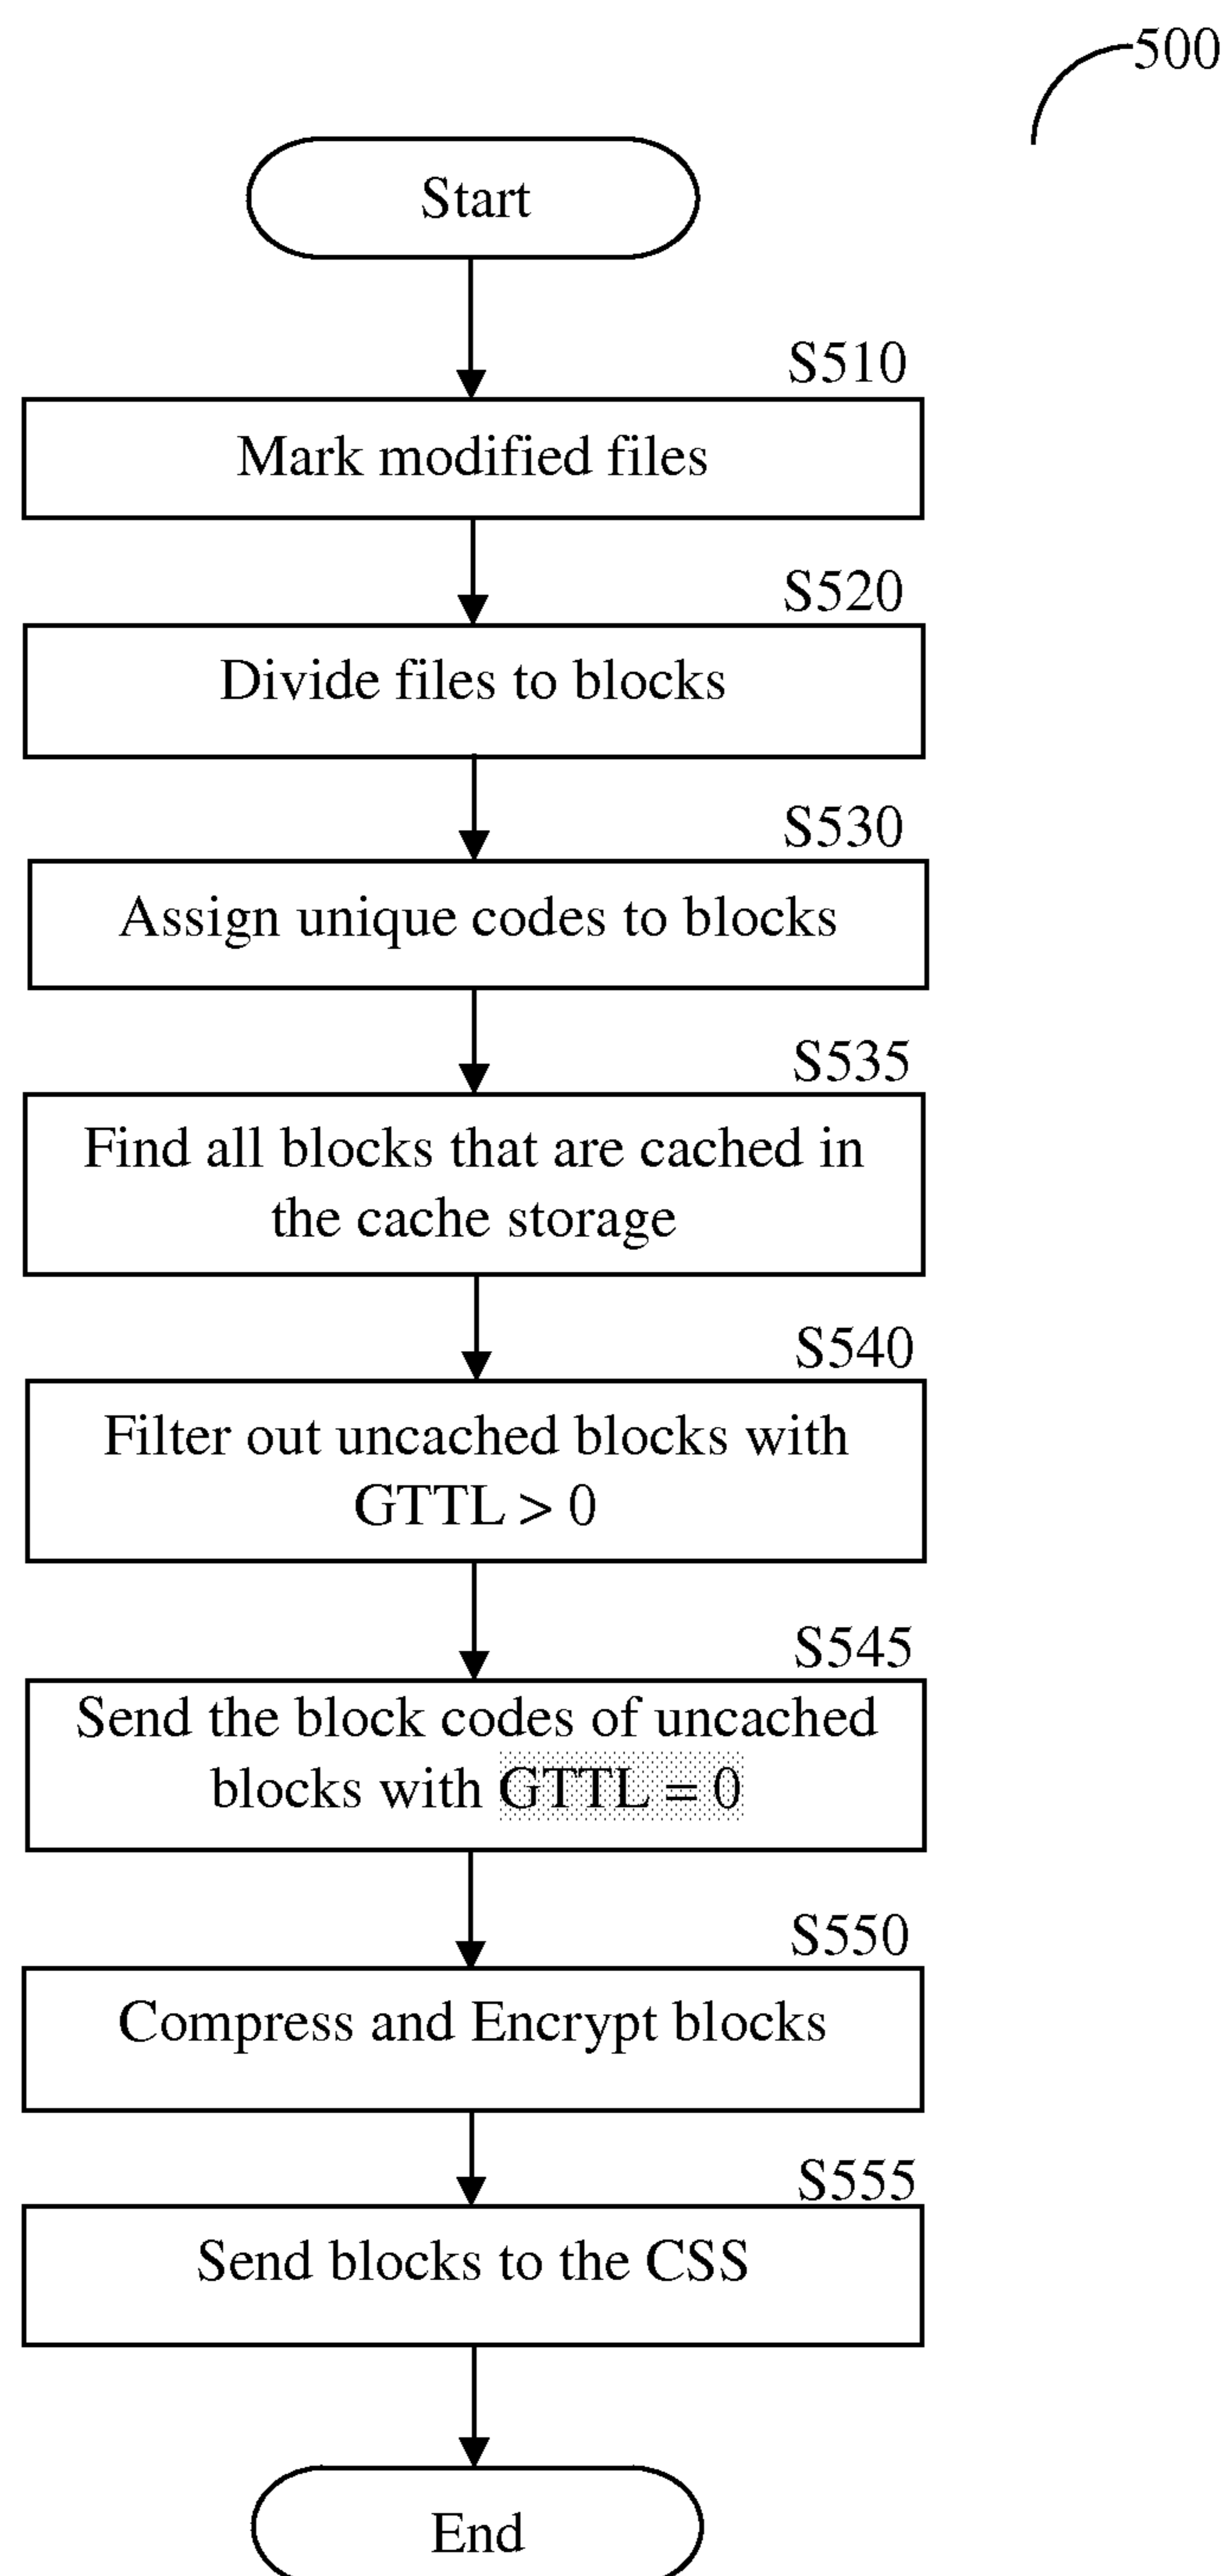 500
Start
S510
Mark modified files
S520
Divide files to blocks
S530
Assign unique codes to blocks
S535
Find all blocks that are cached in
the cache storage
S540
Filter out uncached blocks with
GTTL > 0
S545
Send the block codes of uncached
blocks with GTTL = 0
S550
Compress and Encrypt blocks
S555
Send blocks to the CSS
End